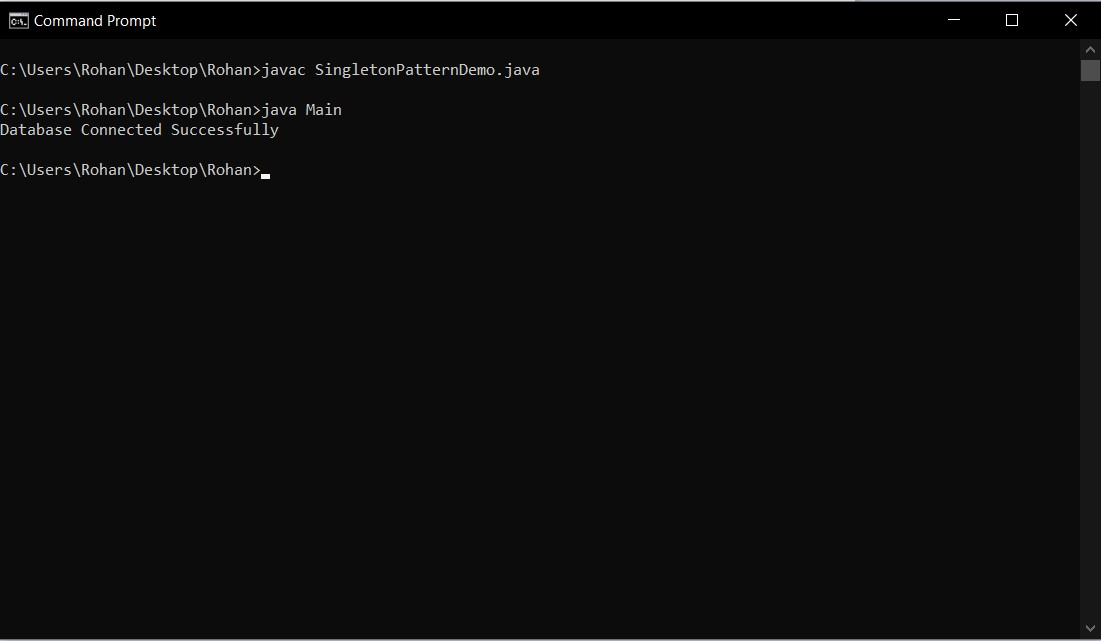 Command Prompt
C:\Users\Rohan\Desktop\Rohan>javac SingletonPatternDemo.java
C:\Users\Rohan\Desktop\Rohan>java Main
Database Connected Successfully
C:\Users\Rohan\Desktop\Rohan>